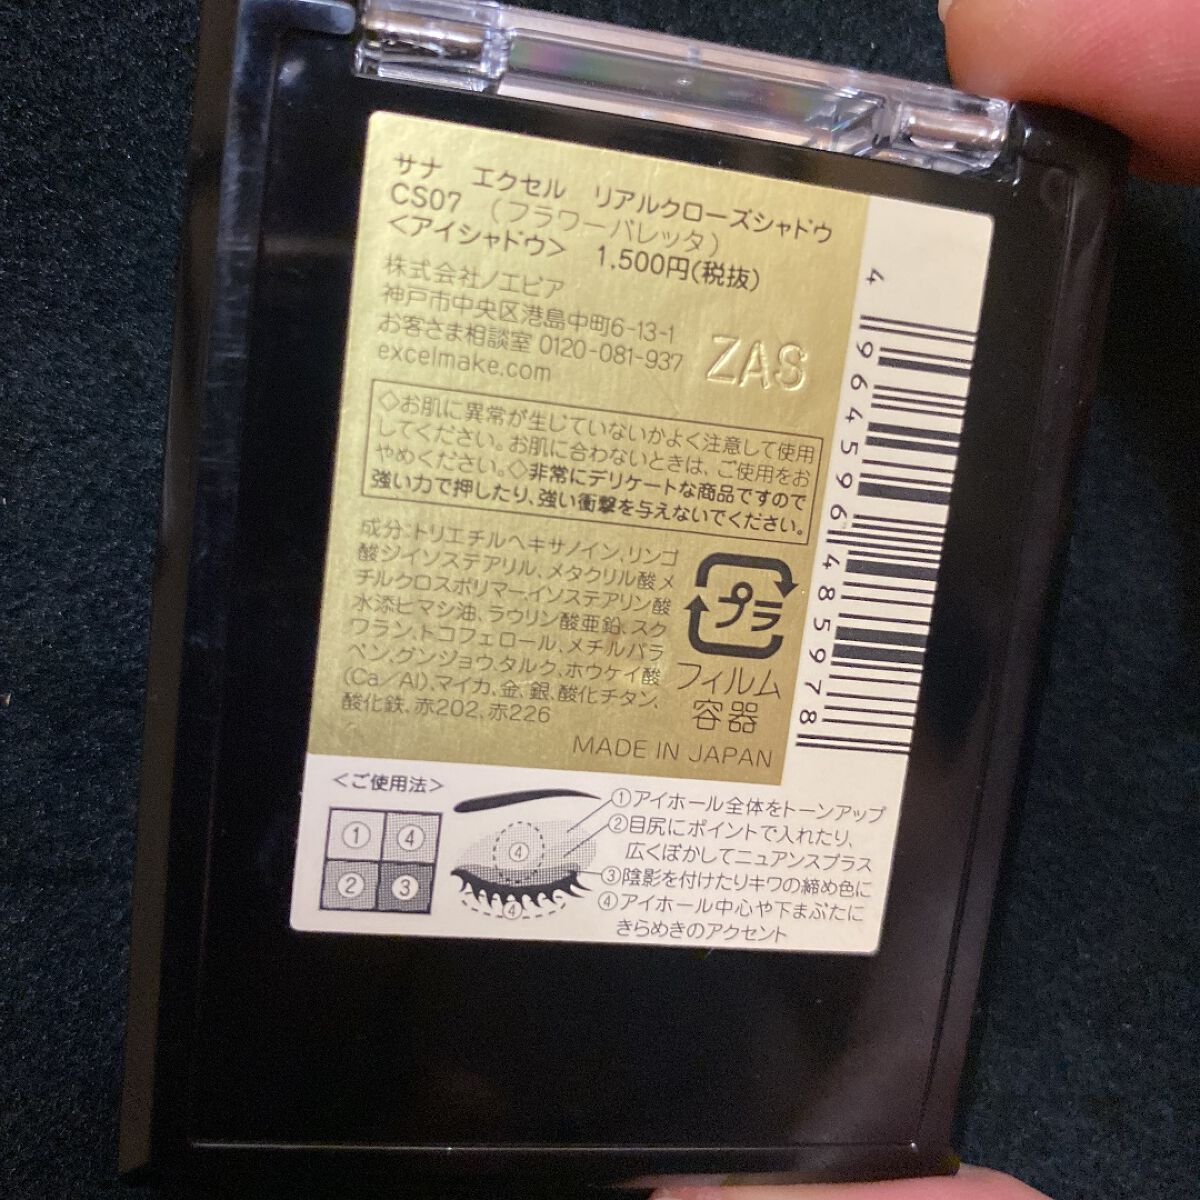 サナ エクセル リアルクローズシャドウ
CS07 （フラワーバレッタ）
＜アイシャドウ＞ 1,500円(税抜)
株式会社ノエビア
神戸市中央区港島中町6-13-1
お客さま相談室 0120-081-937
excelmake.com
ZAS
◇お肌に異常が生じていないかよく注意して使用
してください。お肌に合わないときは、ご使用をお
やめください。◇非常にデリケートな商品ですので
強い力で押したり、強い衝撃を与えないでください。
成分：トリエチルヘキサノイン、リンゴ
酸ジイソステアリル、メタクリル酸メ
チルクロスポリマー、イソステアリン酸
水添ヒマシ油、ラウリン酸亜鉛、スク
ワラン、トコフェロール、メチルパラ
ベン、グンジョウ、タルク、ホウケイ酸
(Ca／Al)、マイカ、金、銀、酸化チタン、
酸化鉄、赤202、赤226
プラ
フィルム
容器
MADE IN JAPAN
4 964596 485978
＜ご使用法＞
① ④
② ③
④
④
①アイホール全体をトーンアップ
②目尻にポイントで入れたり、
広くぼかしてニュアンスプラス
③陰影を付けたりキワの締め色に
④アイホール中心や下まぶたに
きらめきのアクセント